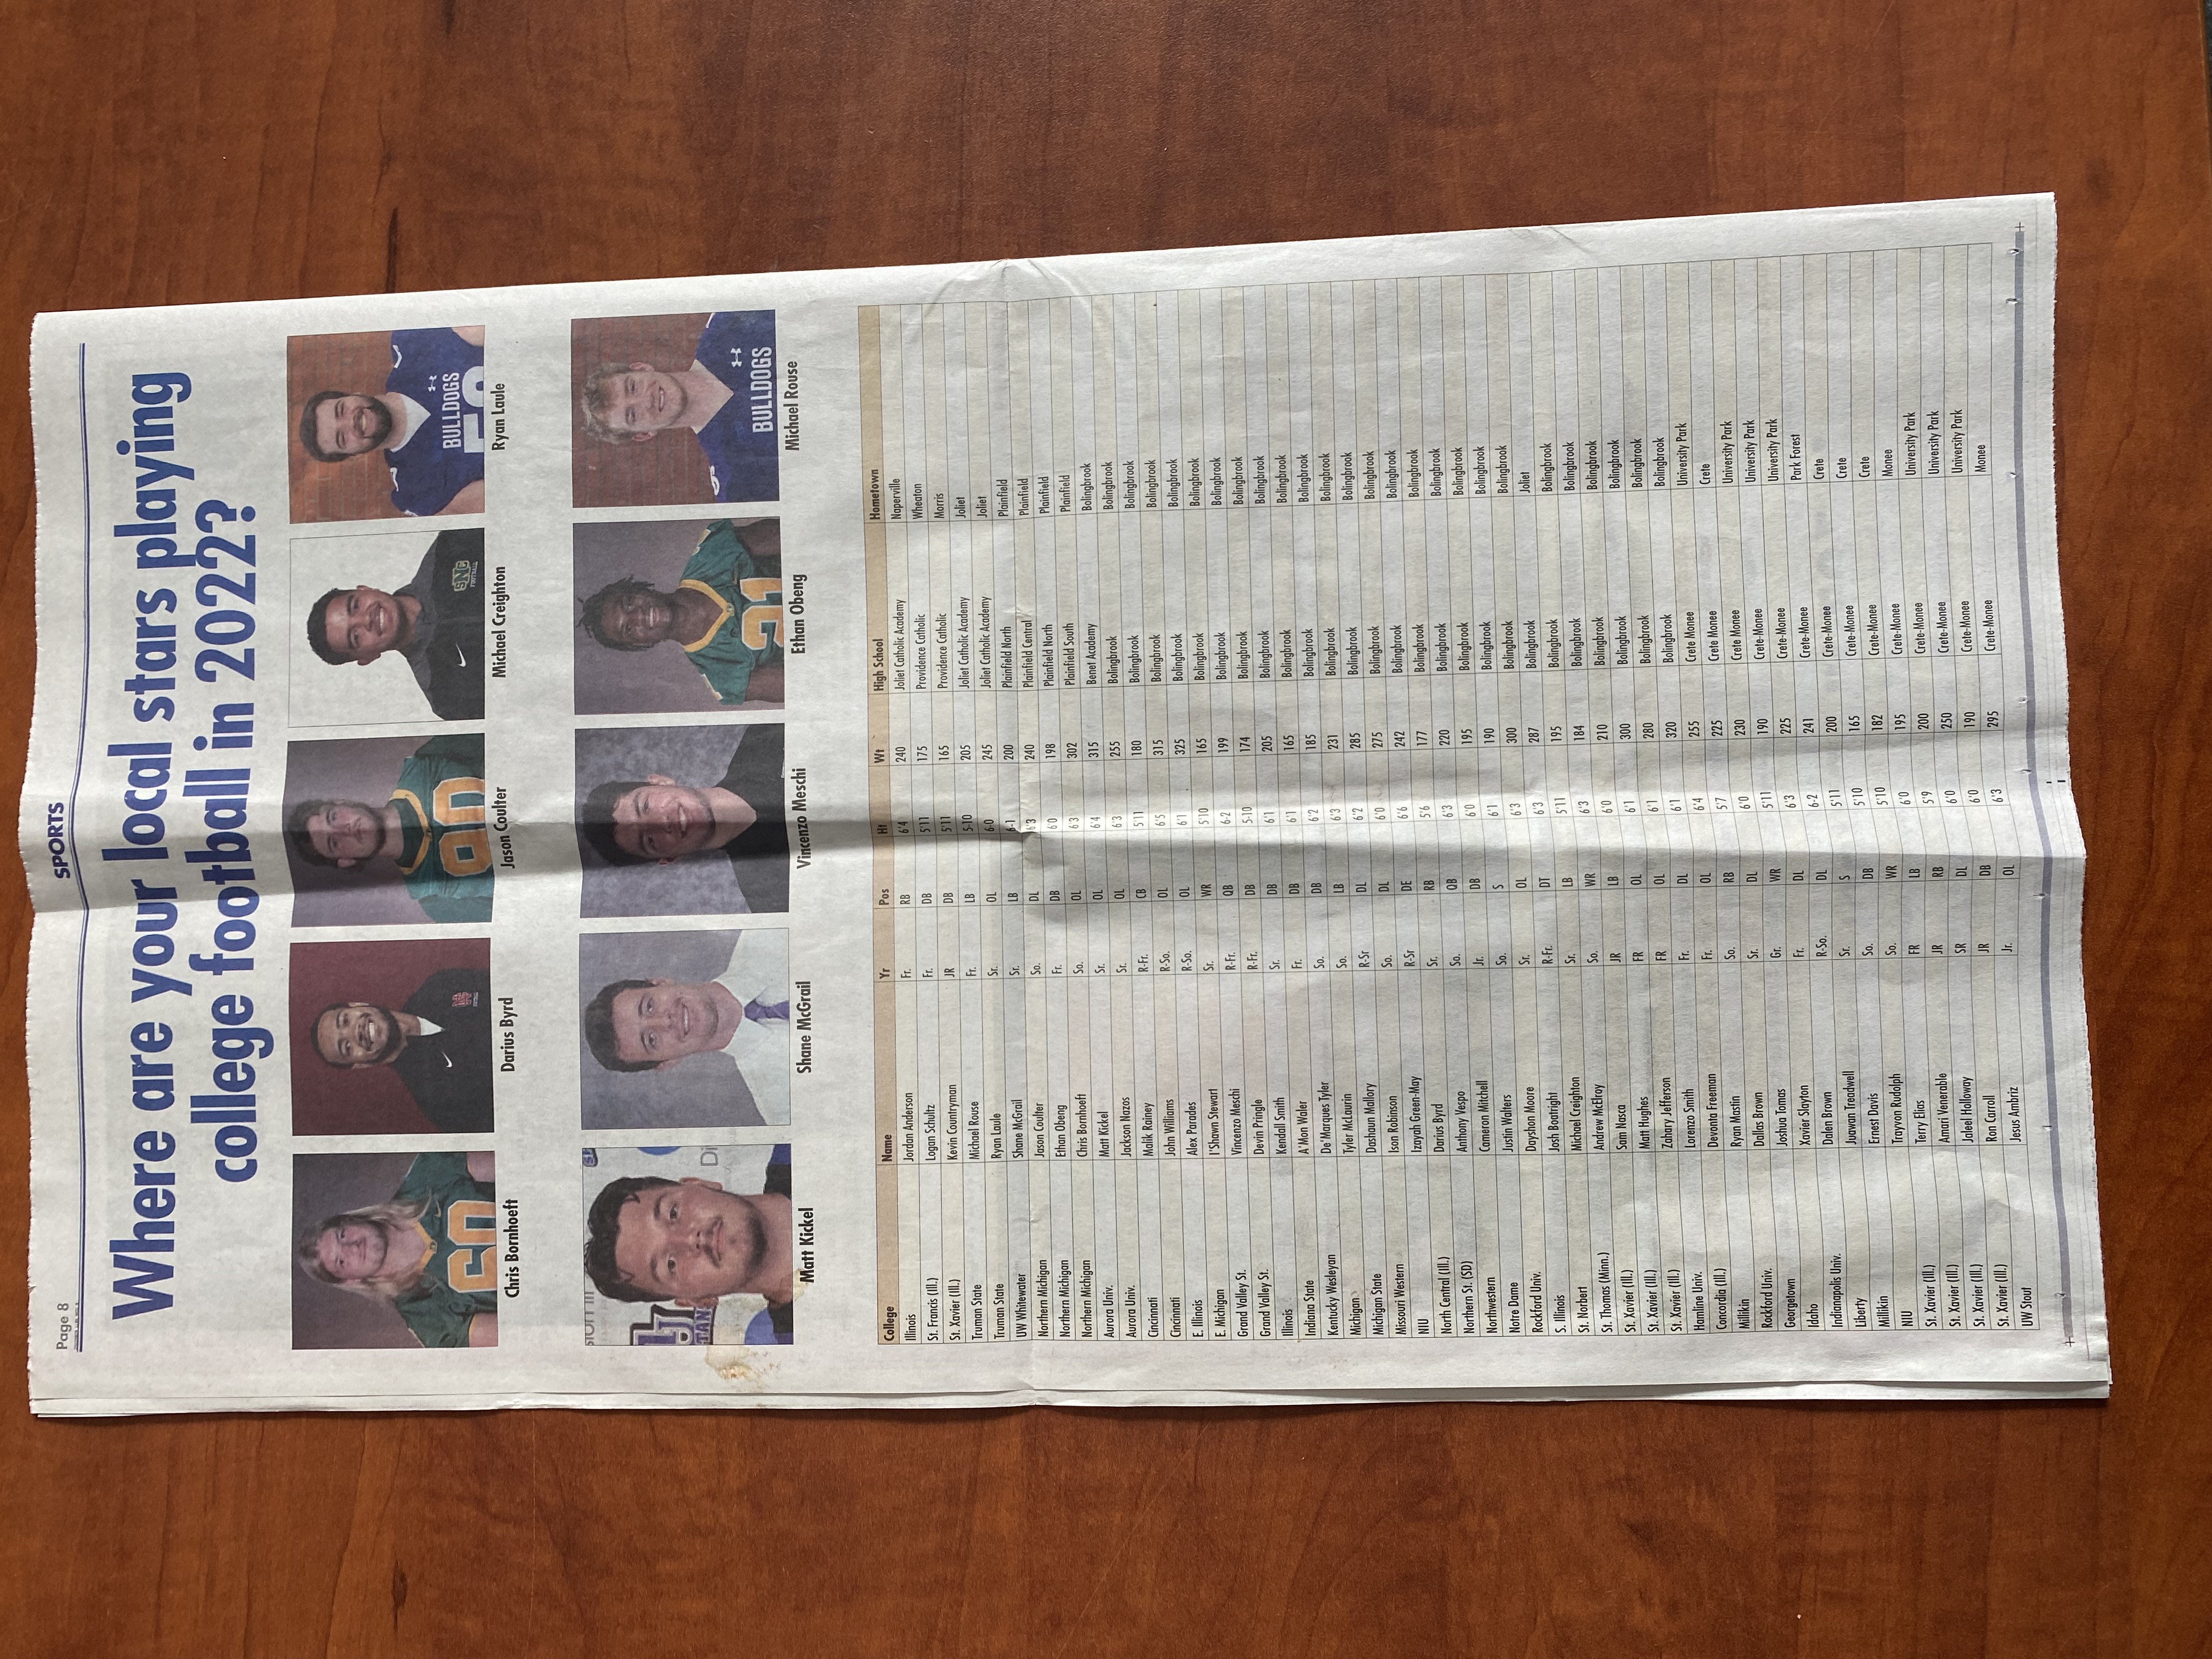 Page 8
SPORTS
Where are your local stars playing
college football in 2022?
Chris Bornhoeft
Darius Byrd
Jason Coulter
Michael Creighton
Ryan Laule
Matt Kickel
Shane McGrail
Vincenzo Meschi
Ethan Obeng
Michael Rouse
60
90
SNC
FOOTBALL
BULLDOGS
21
BULLDOGS
College Name Yr Pos Ht Wt High School Hometown
Illinois Jordan Anderson Fr. RB 6'4 240 Joliet Catholic Academy Naperville
St. Francis (Ill.) Logan Schultz Fr. DB 5'11 175 Providence Catholic Wheaton
St. Xavier (Ill.) Kevin Countryman JR DB 5'11 165 Providence Catholic Morris
Truman State Michael Rouse Fr. LB 5-10 205 Joliet Catholic Academy Joliet
Truman State Ryan Laule Sr. OL 6-0 245 Joliet Catholic Academy Joliet
UW Whitewater Shane McGrail Sr. LB 6-1 200 Plainfield North Plainfield
Northern Michigan Jason Coulter So. DL 6'3 240 Plainfield Central Plainfield
Northern Michigan Ethan Obeng Fr. DB 6'0 198 Plainfield North Plainfield
Northern Michigan Chris Bornhoeft So. OL 6'3 302 Plainfield South Plainfield
Aurora Univ. Matt Kickel Sr. OL 6'4 315 Benet Academy Bolingbrook
Aurora Univ. Jackson Nazos Sr. OL 6'3 255 Bolingbrook Bolingbrook
Cincinnati Malik Rainey R-Fr. CB 5'11 180 Bolingbrook Bolingbrook
Cincinnati John Williams R-So. OL 6'5 315 Bolingbrook Bolingbrook
E. Illinois Alex Parades R-So. OL 6'1 325 Bolingbrook Bolingbrook
E. Michigan I'Shawn Stewart Sr. WR 5'10 165 Bolingbrook Bolingbrook
Grand Valley St. Vincenzo Meschi R-Fr. QB 6-2 199 Bolingbrook Bolingbrook
Grand Valley St. Devin Pringle R-Fr. DB 5-10 174 Bolingbrook Bolingbrook
Illinois Kendall Smith Sr. DB 6'1 205 Bolingbrook Bolingbrook
Indiana State A'Mon Waler Fr. DB 6'1 165 Bolingbrook Bolingbrook
Kentucky Wesleyan De'Marques Tyler So. DB 6'2 185 Bolingbrook Bolingbrook
Michigan Tyler McLaurin So. LB 6'3 231 Bolingbrook Bolingbrook
Michigan State Dashaun Mallory R-Sr DL 6'2 285 Bolingbrook Bolingbrook
Missouri Western Ison Robinson So. DL 6'0 275 Bolingbrook Bolingbrook
NIU Izayah Green-May R-Sr DE 6'6 242 Bolingbrook Bolingbrook
North Central (Ill.) Darius Byrd Sr. RB 5'6 177 Bolingbrook Bolingbrook
Northern St. (SD) Anthony Vespo So. QB 6'3 220 Bolingbrook Bolingbrook
Northwestern Cameron Mitchell Jr. DB 6'0 195 Bolingbrook Bolingbrook
Notre Dame Justin Walters So. S 6'1 190 Bolingbrook Bolingbrook
Rockford Univ. Dayshon Moore Sr. OL 6'3 300 Bolingbrook Bolingbrook
S. Illinois Josh Boatright R-Fr. DT 6'3 287 Bolingbrook Joliet
St. Norbert Michael Creighton Sr. LB 5'11 195 Bolingbrook Bolingbrook
St. Thomas (Minn.) Andrew McElroy So. WR 6'3 184 Bolingbrook Bolingbrook
St. Xavier (Ill.) Sam Nasca JR LB 6'0 210 Bolingbrook Bolingbrook
St. Xavier (Ill.) Matt Hughes FR OL 6'1 300 Bolingbrook Bolingbrook
St. Xavier (Ill.) Zahary Jefferson FR OL 6'1 280 Bolingbrook Bolingbrook
Hamline Univ. Lorenzo Smith Fr. DL 6'1 320 Bolingbrook Bolingbrook
Concordia (Ill.) Devonta Freeman Fr. OL 6'4 255 Crete Monee University Park
Millikin Ryan Mastin So. RB 5'7 225 Crete Monee Crete
Rockford Univ. Dallas Brown Sr. DL 6'0 230 Crete Monee University Park
Georgetown Joshua Tomas Gr. WR 5'11 190 Crete-Monee University Park
Idaho Xavier Slayton Fr. DL 6'3 225 Crete-Monee University Park
Indianapolis Univ. Dalen Brown R-So. DL 6-2 241 Crete-Monee Park Forest
Liberty Juawan Treadwell Sr. S 5'11 200 Crete-Monee Crete
Millikin Ernest Davis So. DB 5'10 165 Crete-Monee Crete
NIU Trayvon Rudolph So. WR 5'10 182 Crete-Monee Crete
St. Xavier (Ill.) Terry Elias FR LB 6'0 195 Crete-Monee Monee
St. Xavier (Ill.) Amari Venerable JR RB 5'9 200 Crete-Monee University Park
St. Xavier (Ill.) Jaleel Holloway SR DL 6'0 250 Crete-Monee University Park
St. Xavier (Ill.) Ron Carroll JR DB 6'0 190 Crete-Monee University Park
UW Stout Jesus Ambriz Jr. OL 6'3 295 Crete-Monee Monee